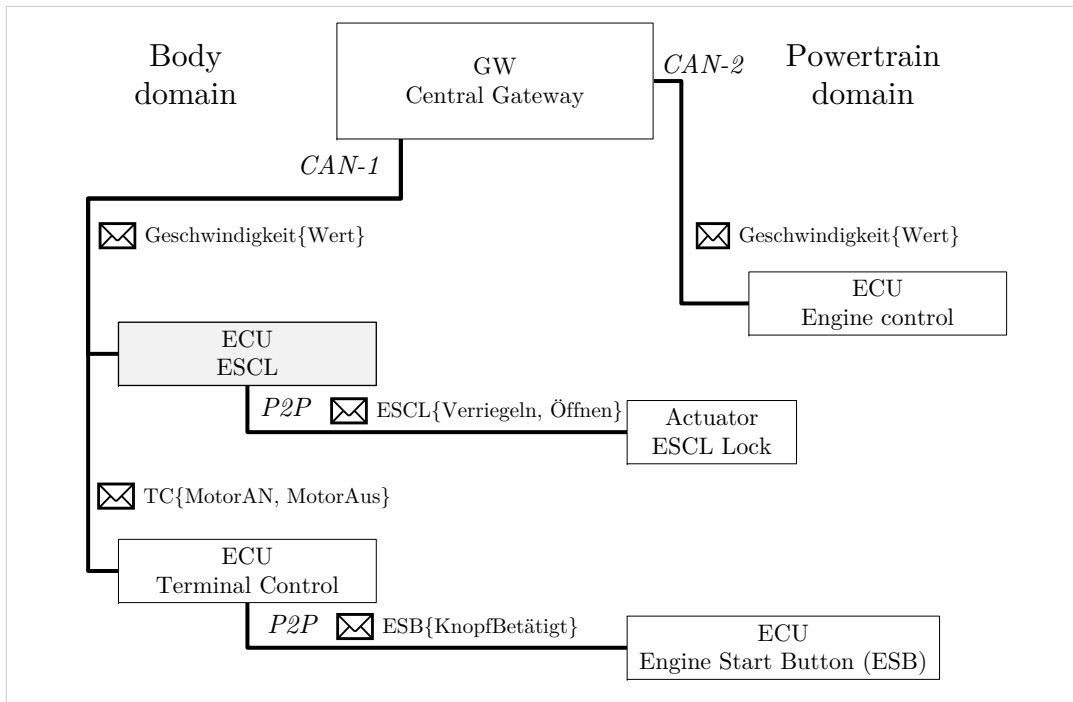 Body
domain
GW
Central Gateway
CAN-2
Powertrain
domain
CAN-1
Geschwindigkeit{Wert}
Geschwindigkeit{Wert}
ECU
Engine control
ECU
ESCL
P2P
ESCL{Verriegeln, Öffnen}
Actuator
ESCL Lock
TC{MotorAN, MotorAus}
ECU
Terminal Control
P2P
ESB{KnopfBetätigt}
ECU
Engine Start Button (ESB)